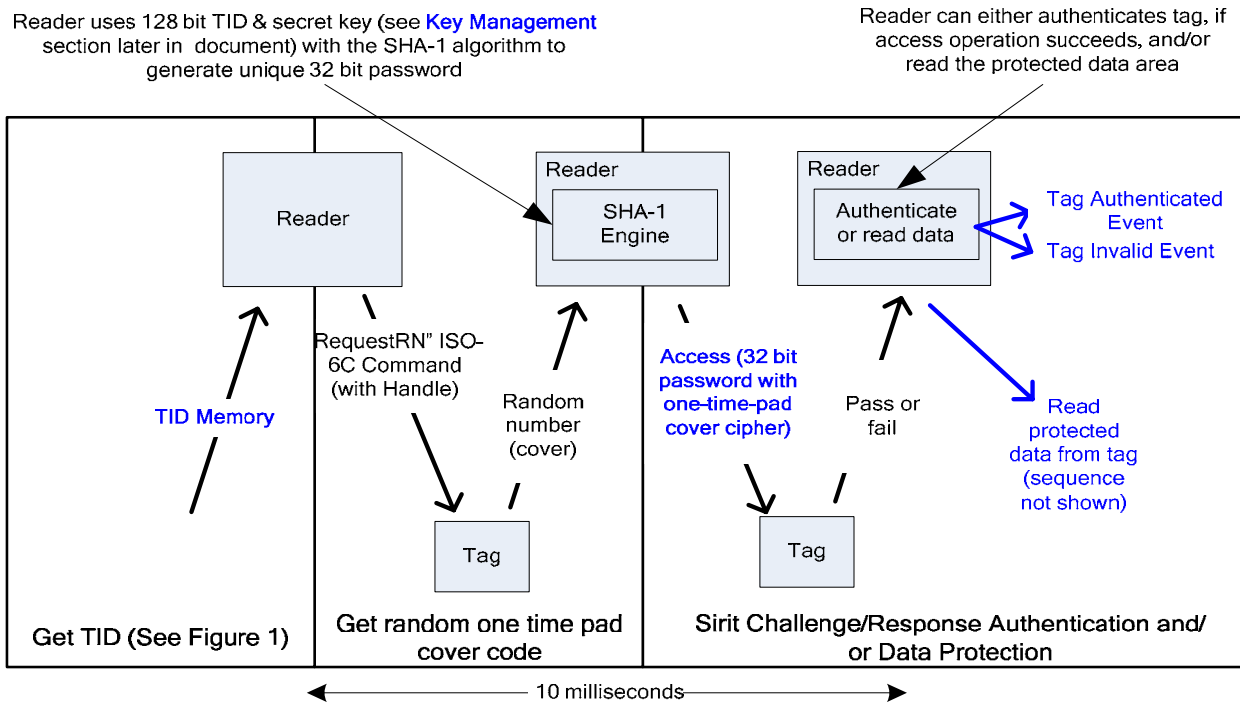 Reader uses 128 bit TID & secret key (see Key Management
section later in  document) with the SHA-1 algorithm to
generate unique 32 bit password
Reader can either authenticates tag, if
access operation succeeds, and/or
read the protected data area
Reader
Reader
SHA-1
Engine
Reader
Authenticate
or read data
Tag Authenticated
Event
Tag Invalid Event
TID Memory
RequestRN” ISO-
6C Command
(with Handle)
Random
number
(cover)
Access (32 bit
password with
one-time-pad
cover cipher)
Pass or
fail
Read
protected
data from tag
(sequence
not shown)
Tag
Tag
Get TID (See Figure 1)
Get random one time pad
cover code
Sirit Challenge/Response Authentication and/
or Data Protection
10 milliseconds